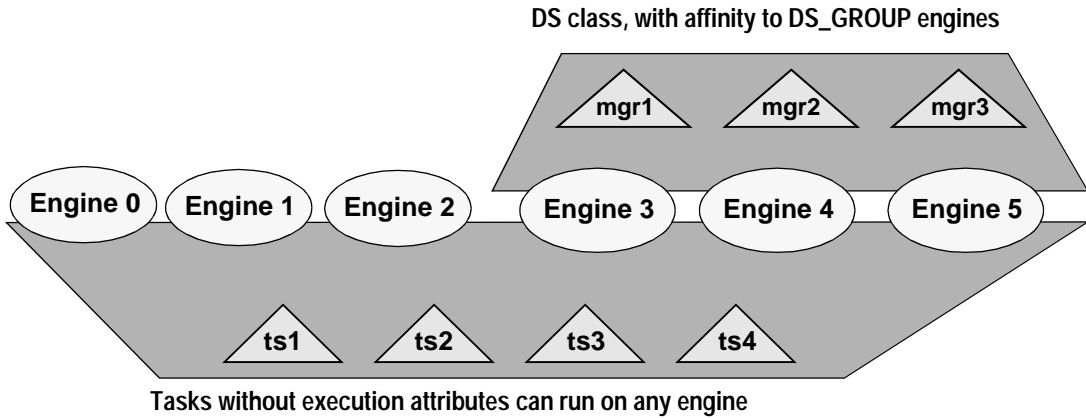 DS class, with affinity to DS_GROUP engines
mgr1 mgr2 mgr3
Engine 0 Engine 1 Engine 2 Engine 3 Engine 4 Engine 5
ts1 ts2 ts3 ts4
Tasks without execution attributes can run on any engine